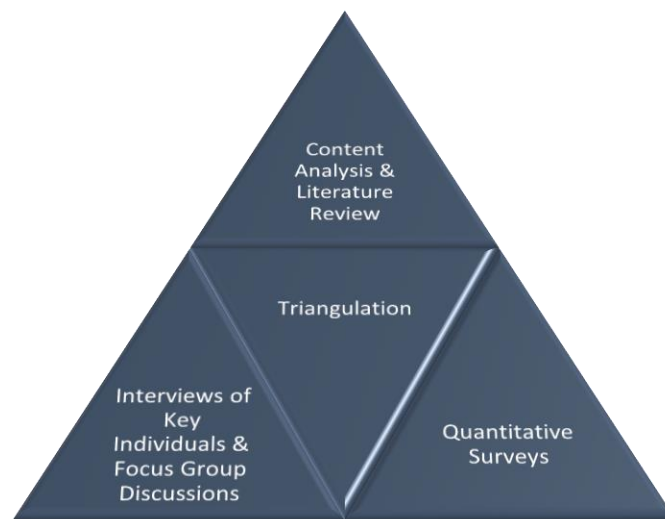 Content
Analysis &
Literature
Review
Triangulation
Interviews of
Key
Individuals &
Focus Group
Discussions
Quantitative
Surveys